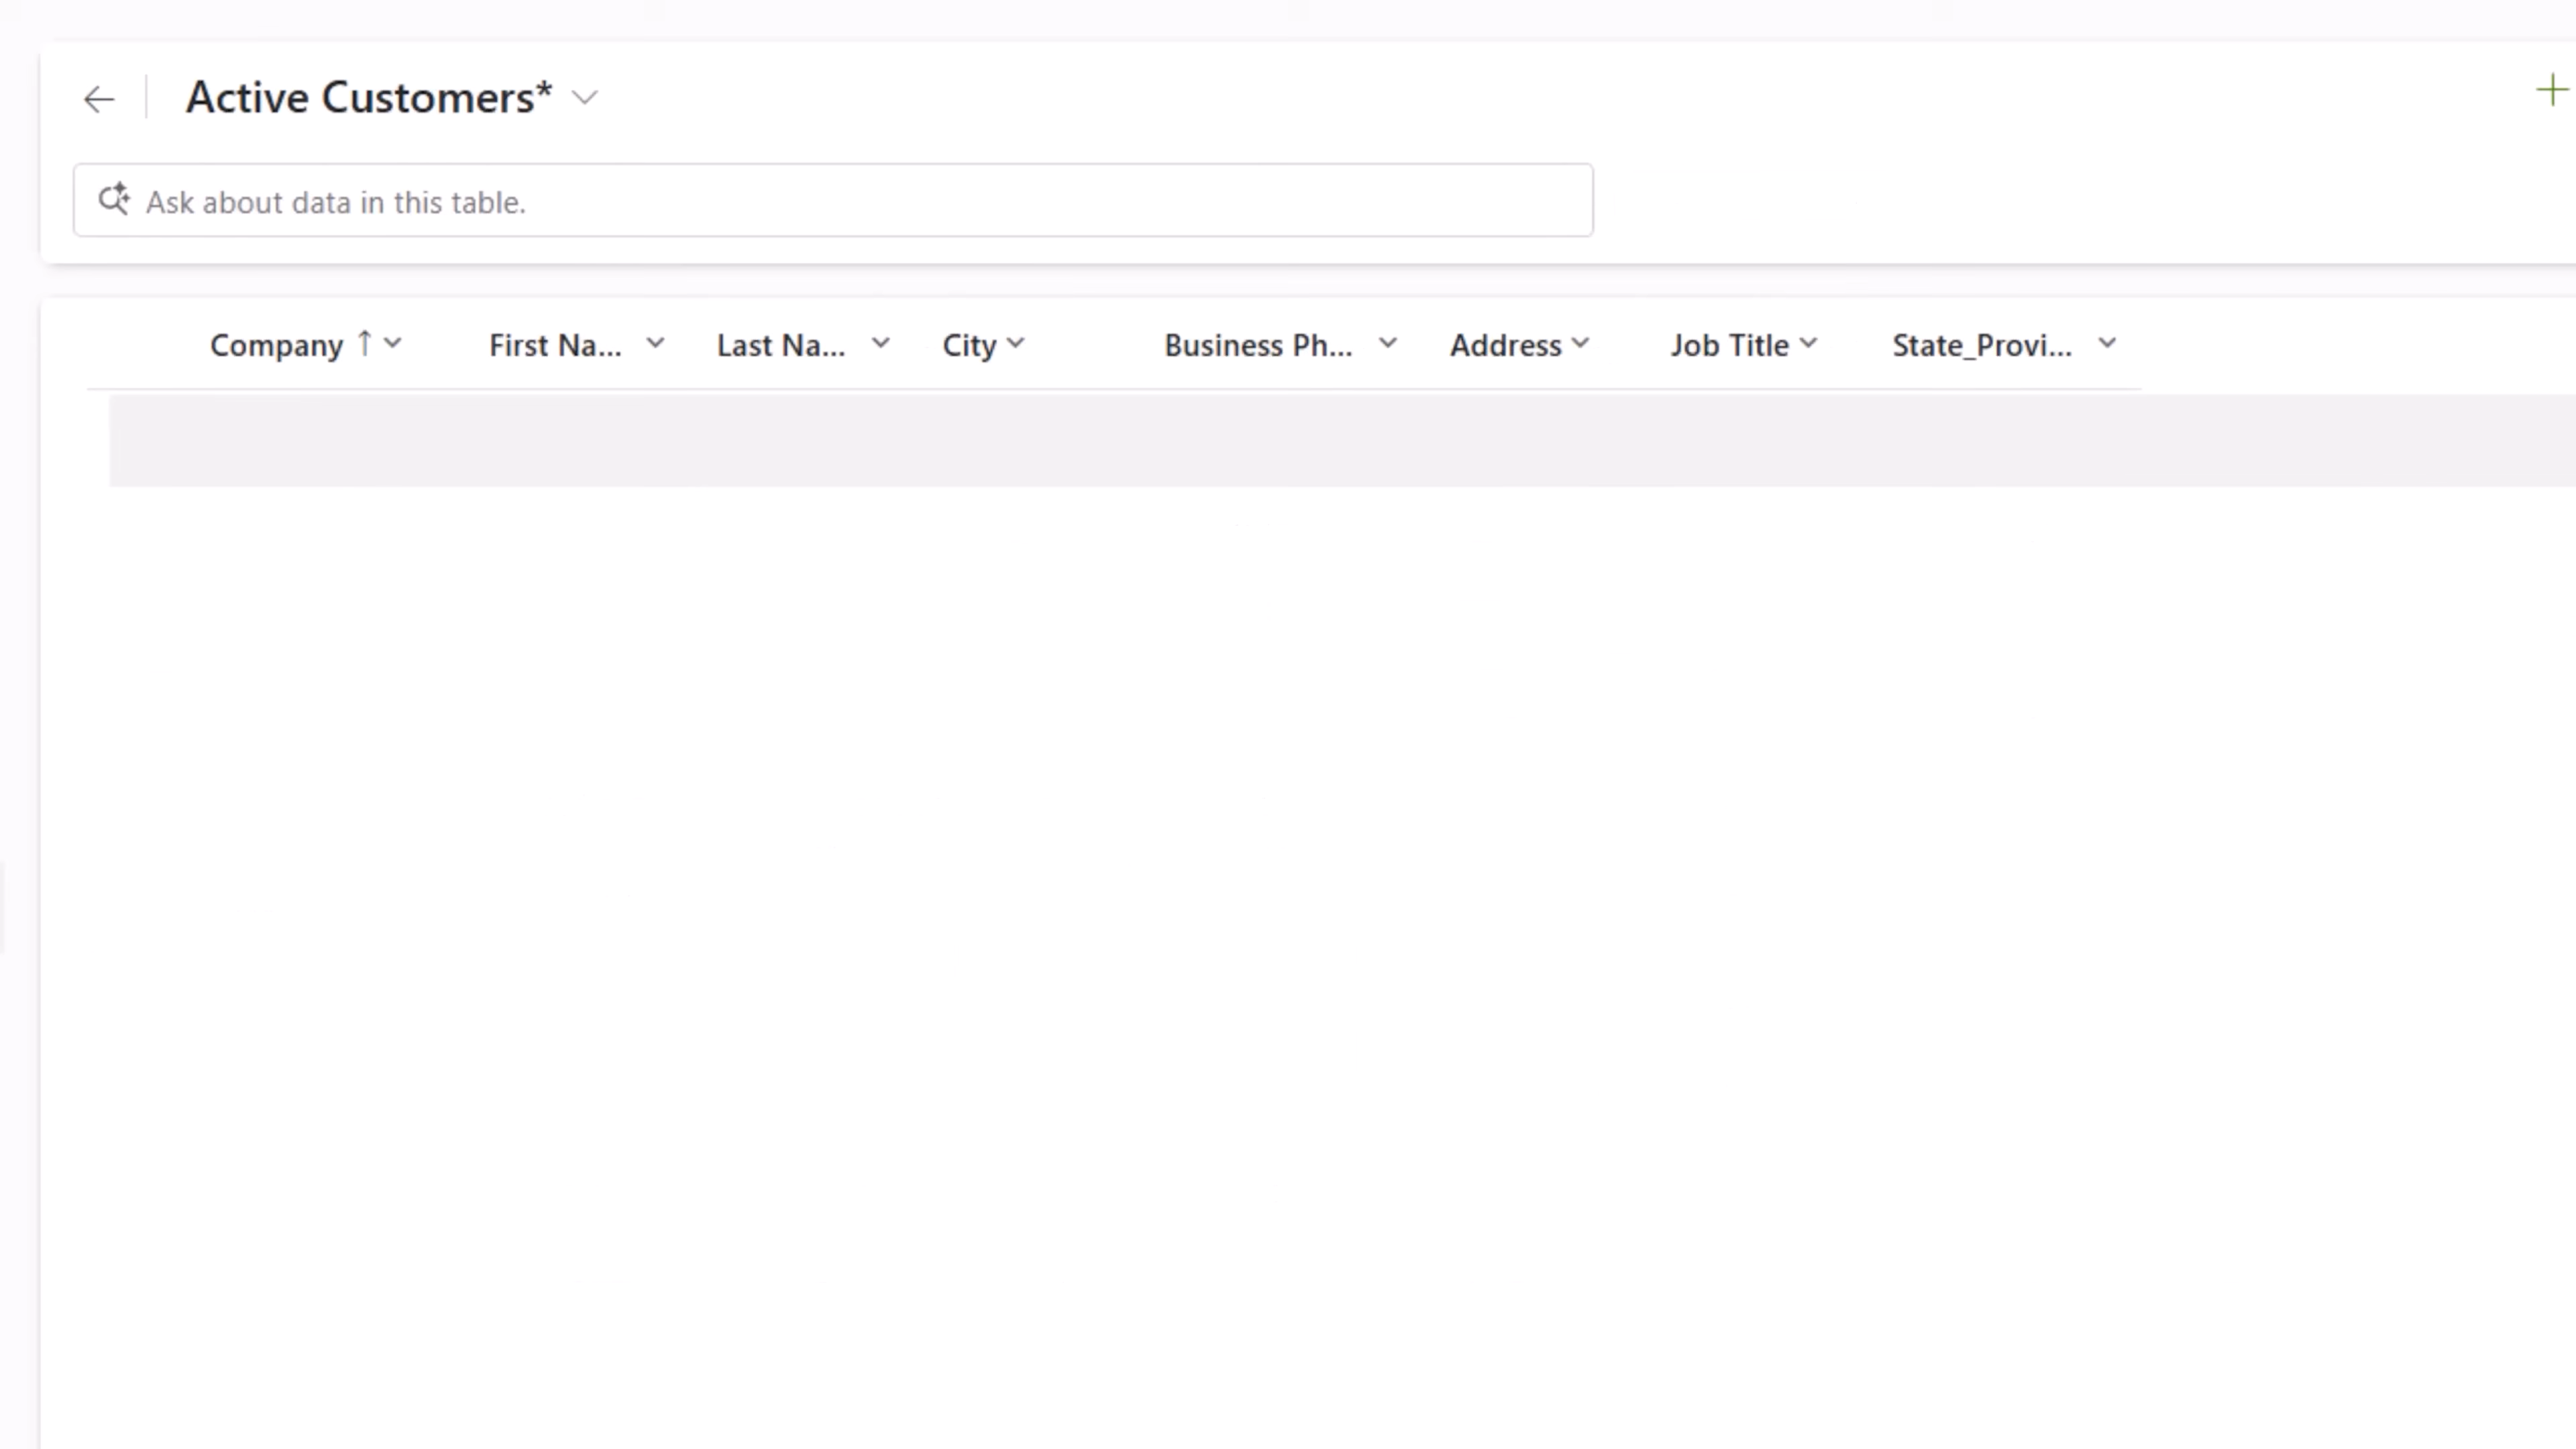 Active Customers*
Ask about data in this table.
Company First Na... Last Na... City Business Ph... Address Job Title State_Provi...